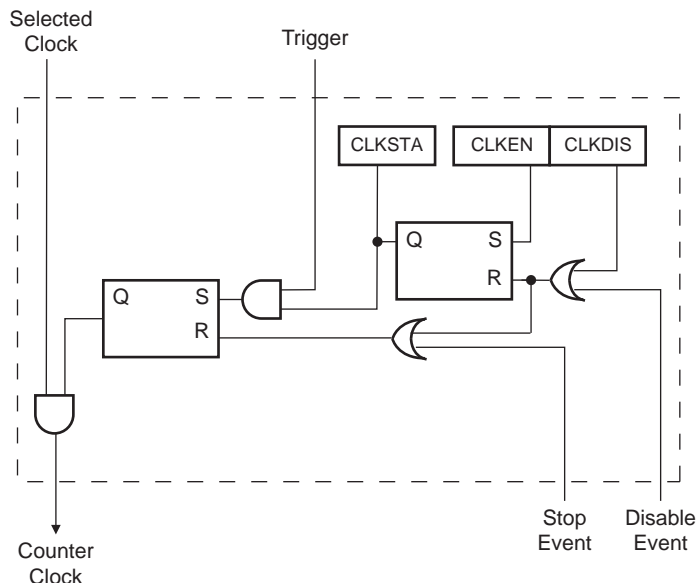 Selected
Clock
Trigger
CLKSTA
CLKEN
CLKDIS
Q
S
R
Q
S
R
Stop
Event
Disable
Event
Counter
Clock